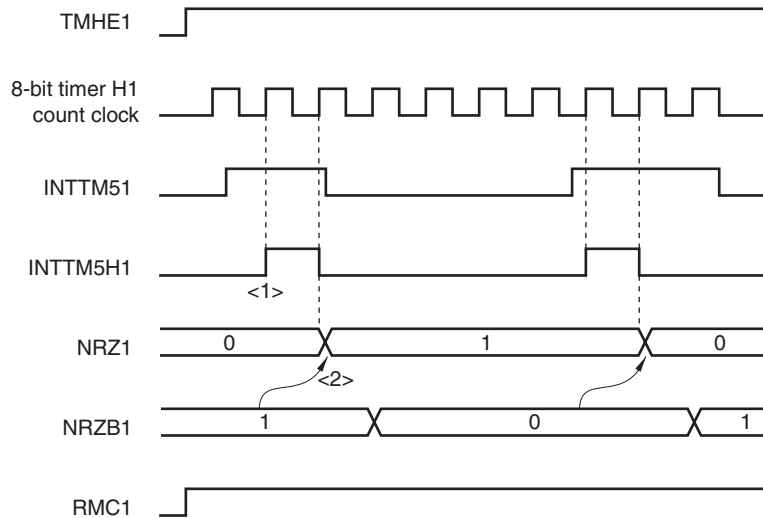 TMHE1
8-bit timer H1
count clock
INTTM51
INTTM5H1
<1>
NRZ1
0 1 0
<2>
NRZB1
1 0 1
RMC1